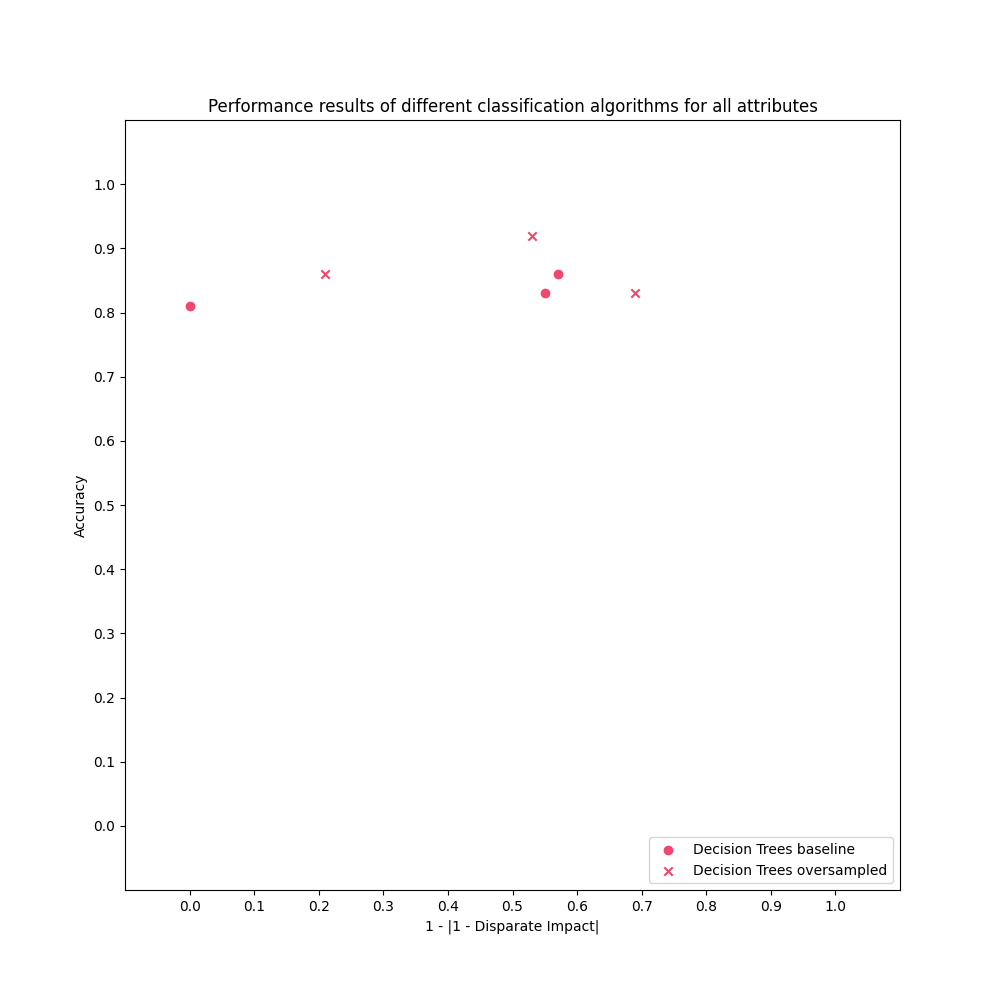 Performance results of different classification algorithms for all attributes
1.0
0.9
0.8
0.7
0.6
0.5
0.4
0.3
0.2
0.1
0.0
Accuracy
Decision Trees baseline
Decision Trees oversampled
0.0 0.1 0.2 0.3 0.4 0.5 0.6 0.7 0.8 0.9 1.0
1 - |1 - Disparate Impact|